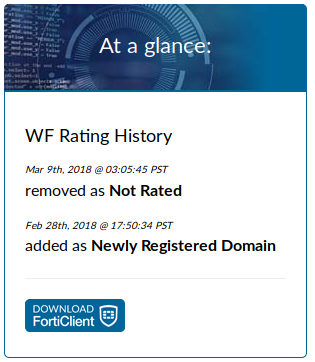 At a glance:
WF Rating History
Mar 9th, 2018 @ 03:05:45 PST
removed as Not Rated
Feb 28th, 2018 @ 17:50:34 PST
added as Newly Registered Domain
DOWNLOAD
FortiClient